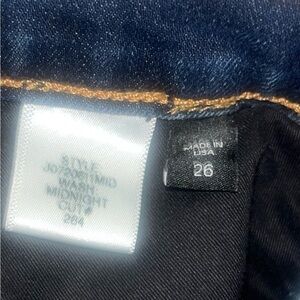 STYLE:
WASH
MIDNIGHT
CUT#
264
MADE IN
USA
26